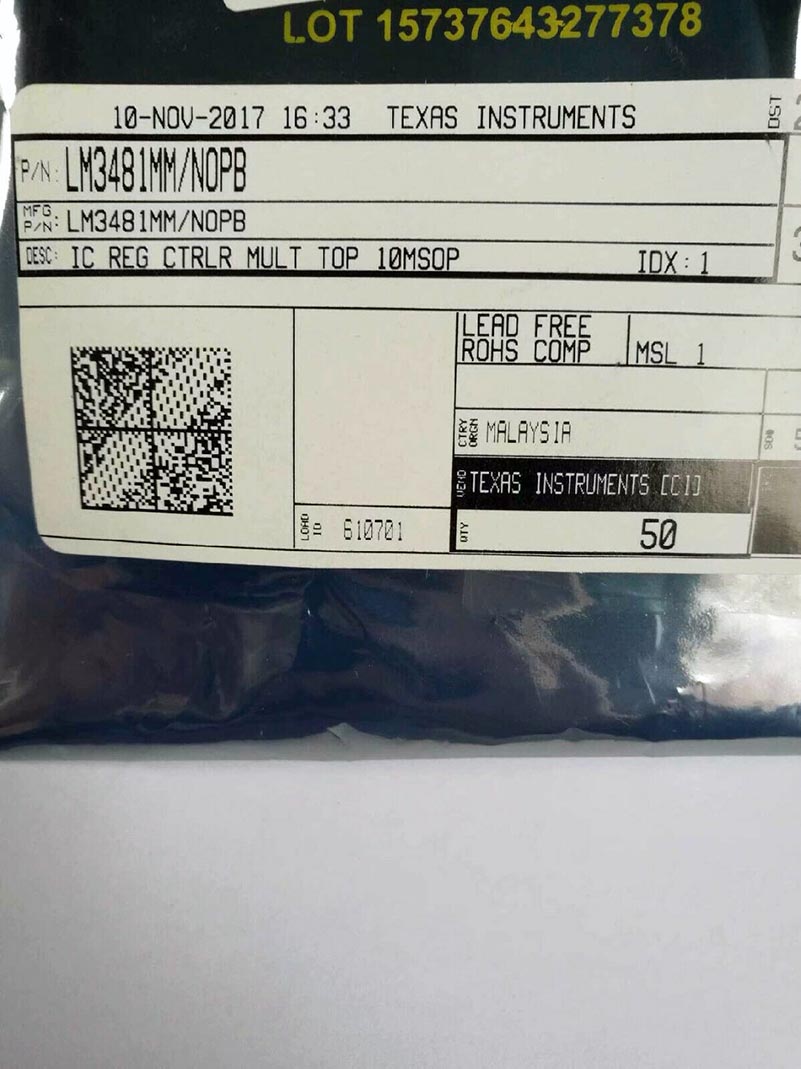 LOT 15737643277378
10-NOV-2017 16:33 TEXAS INSTRUMENTS
DST
P/N: LM3481MM/NOPB
MFG P/N: LM3481MM/NOPB
DESC: IC REG CTRLR MULT TOP 10MSOP IDX: 1
LEAD FREE
ROHS COMP
MSL 1
CTRY ORGN MALAYSIA
TEXAS INSTRUMENTS [C1]
LOAD ID 610701
QTY 50